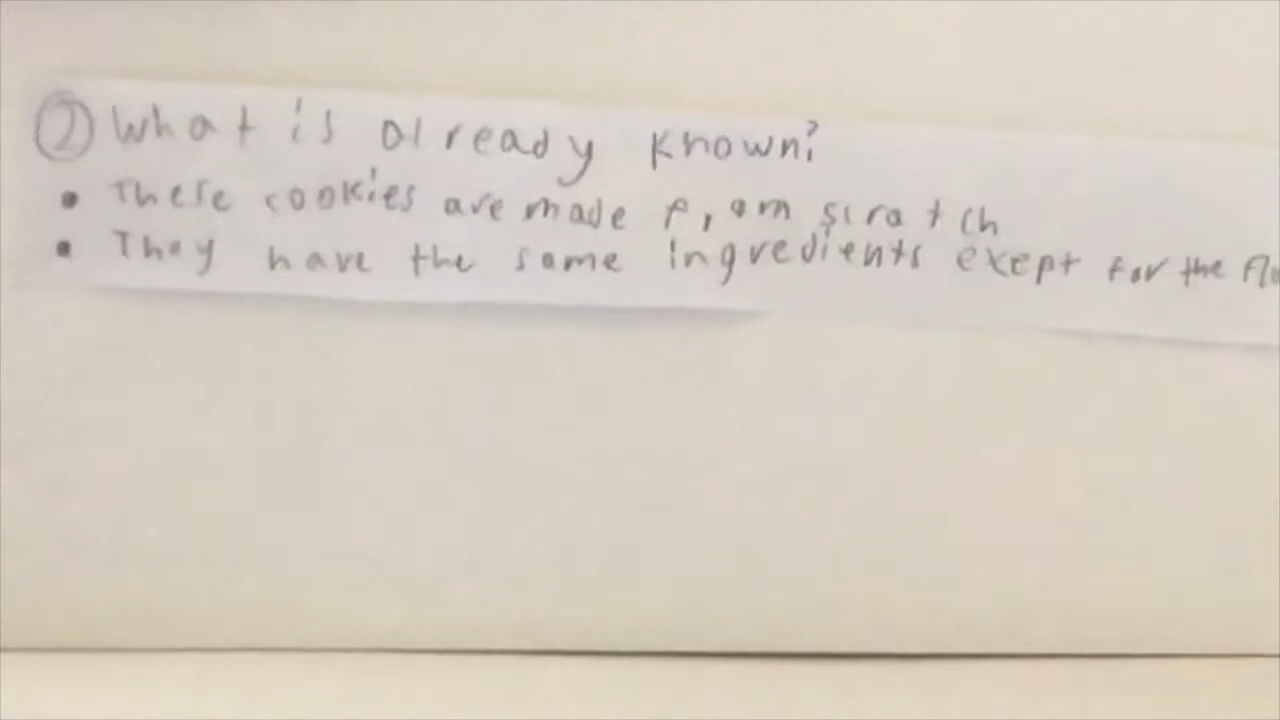 ② What is already known?
• These cookies are made from scratch
• They have the same ingredients exept for the